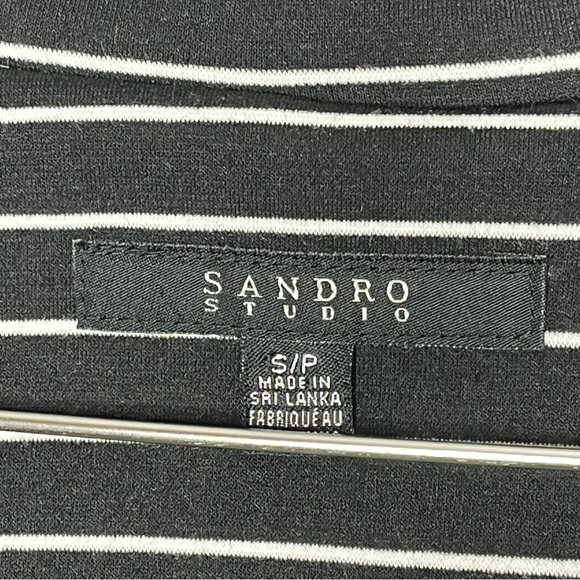 SANDRO
STUDIO
S/P
MADE IN
SRI LANKA
FABRIQUÉ AU